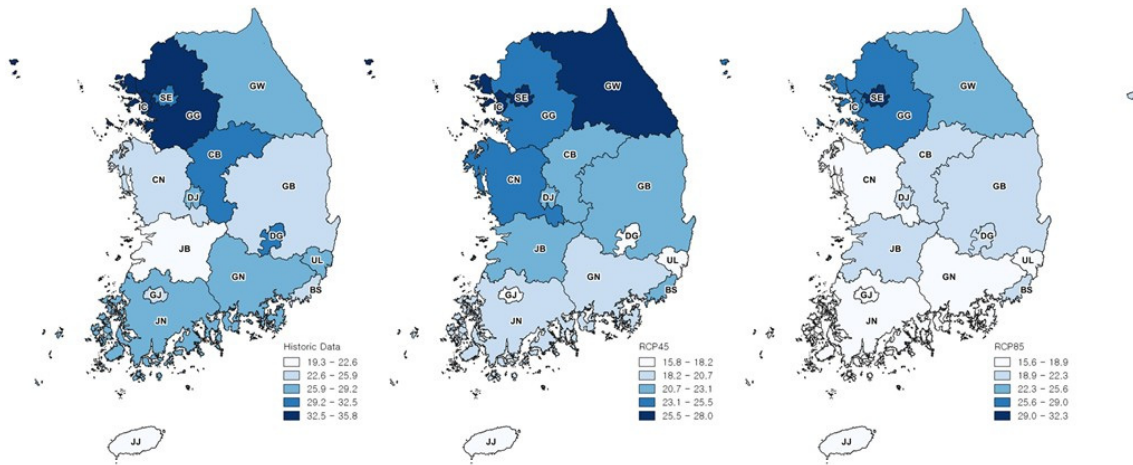 GW
SE
IC
GG
CB
CN
GB
DJ
DG
JB
UL
GN
BS
GJ
JN
JJ
Historic Data
19.3 - 22.6
22.6 - 25.9
25.9 - 29.2
29.2 - 32.5
32.5 - 35.8
GW
SE
IC
GG
CB
CN
GB
DJ
DG
JB
UL
GN
BS
GJ
JN
JJ
RCP45
15.8 - 18.2
18.2 - 20.7
20.7 - 23.1
23.1 - 25.5
25.5 - 28.0
GW
SE
IC
GG
CB
CN
GB
DJ
DG
JB
UL
GN
BS
GJ
JN
JJ
RCP85
15.6 - 18.9
18.9 - 22.3
22.3 - 25.6
25.6 - 29.0
29.0 - 32.3